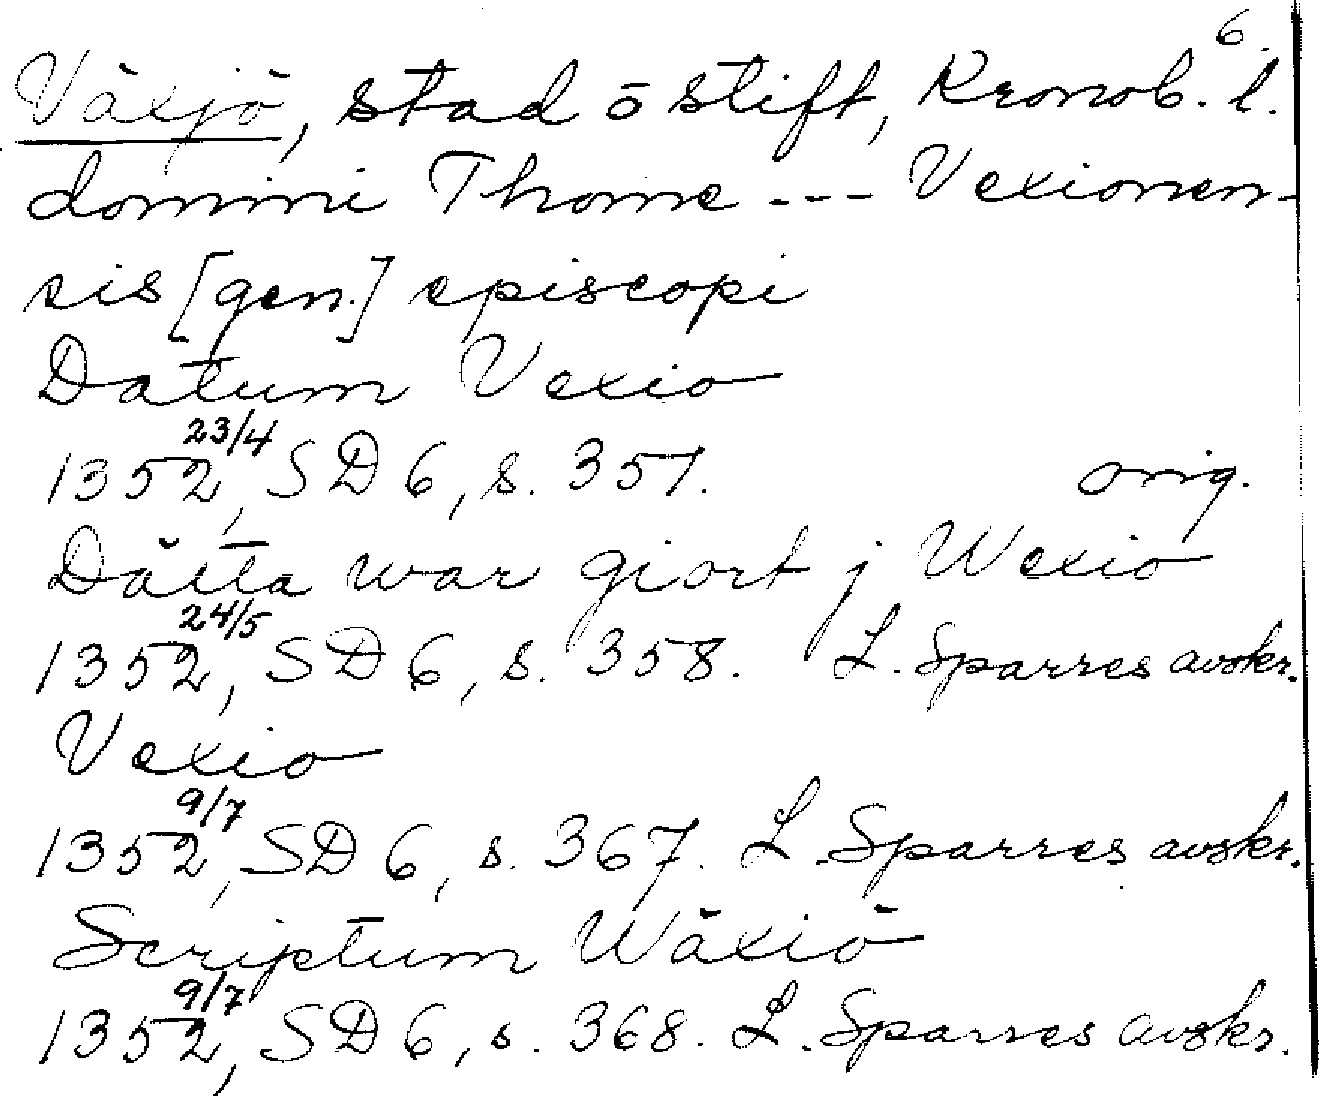 6.
Växjö, stad ō stift, Kronob. l.
domini Thome --- Vexionen-
sis [gen.] episcopi
Datum Vexio
1352 23/4, SD 6, s. 357. orig.
Dätta war giort j Wexio
1352 24/5, SD 6, s. 358. L. Sparres avskr.
Vexio
1352 9/7, SD 6, s. 367. L. Sparres avskr.
Scriptum Wäxiö
1352 9/7, SD 6, s. 368. L. Sparres avskr.